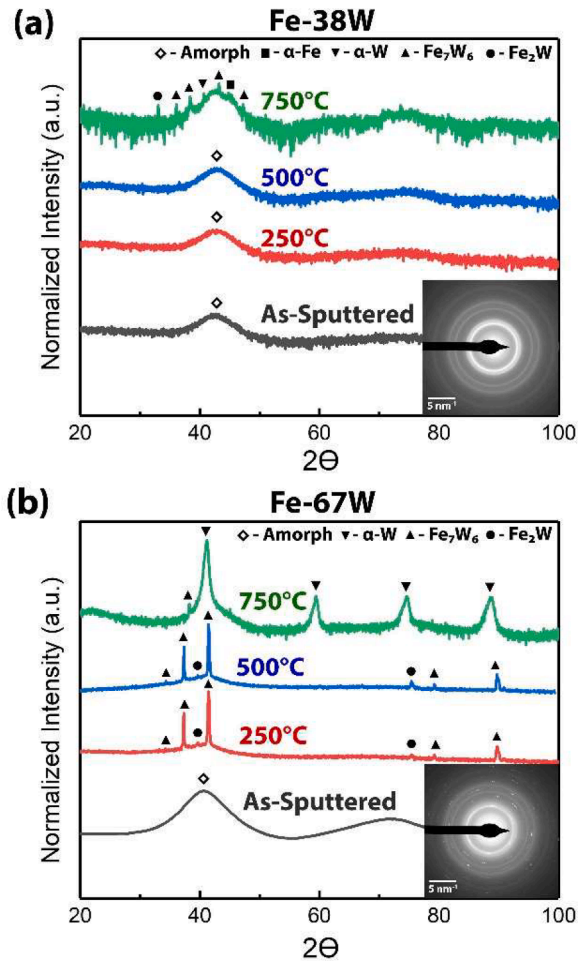 (a) Fe-38W
◇ - Amorph ■ - α-Fe ▼ - α-W ▲ - Fe₇W₆ ● - Fe₂W
750°C
500°C
250°C
As-Sputtered
5 nm⁻¹
Normalized Intensity (a.u.)
20 40 60 80 100
2Θ
(b) Fe-67W
◇ - Amorph ▼ - α-W ▲ - Fe₇W₆ ● - Fe₂W
750°C
500°C
250°C
As-Sputtered
5 nm⁻¹
Normalized Intensity (a.u.)
20 40 60 80 100
2Θ